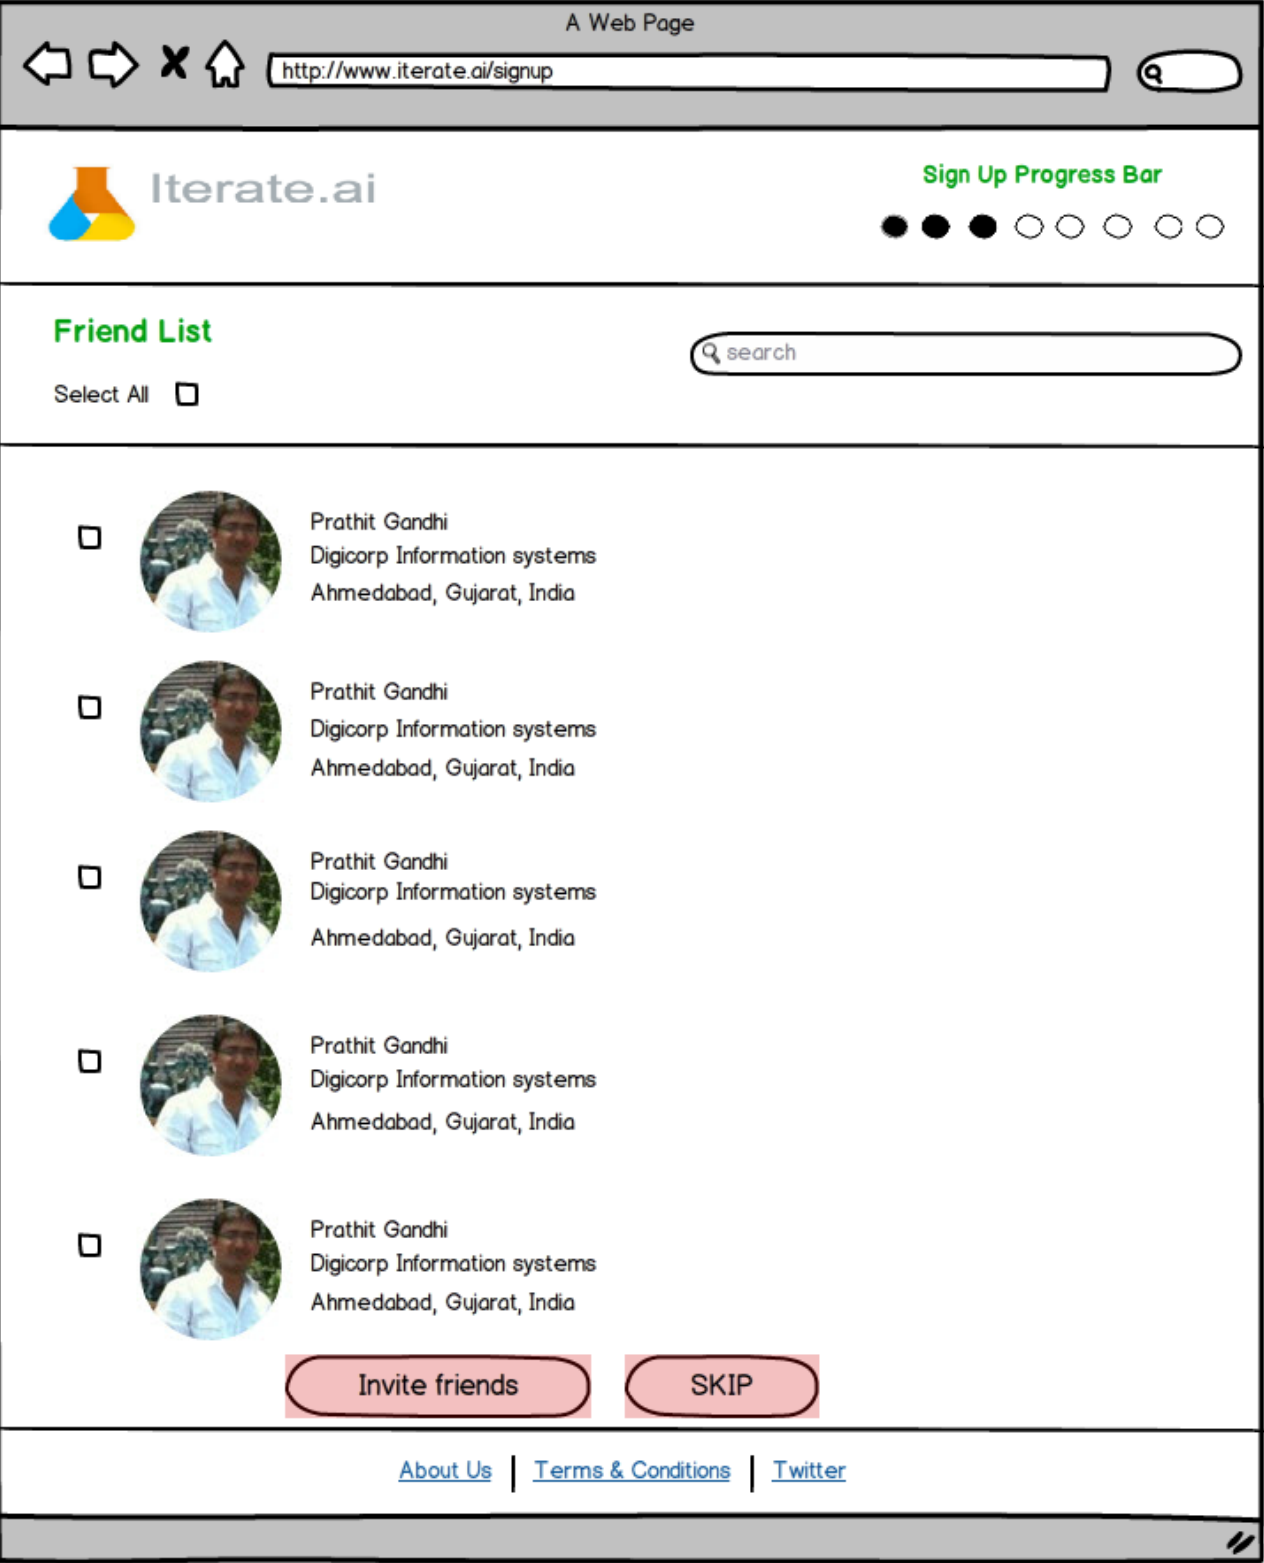 A Web Page
http://www.iterate.ai/signup
Iterate.ai
Sign Up Progress Bar
Friend List
search
Select All
Prathit Gandhi
Digicorp Information systems
Ahmedabad, Gujarat, India
Prathit Gandhi
Digicorp Information systems
Ahmedabad, Gujarat, India
Prathit Gandhi
Digicorp Information systems
Ahmedabad, Gujarat, India
Prathit Gandhi
Digicorp Information systems
Ahmedabad, Gujarat, India
Prathit Gandhi
Digicorp Information systems
Ahmedabad, Gujarat, India
Invite friends SKIP
About Us | Terms & Conditions | Twitter